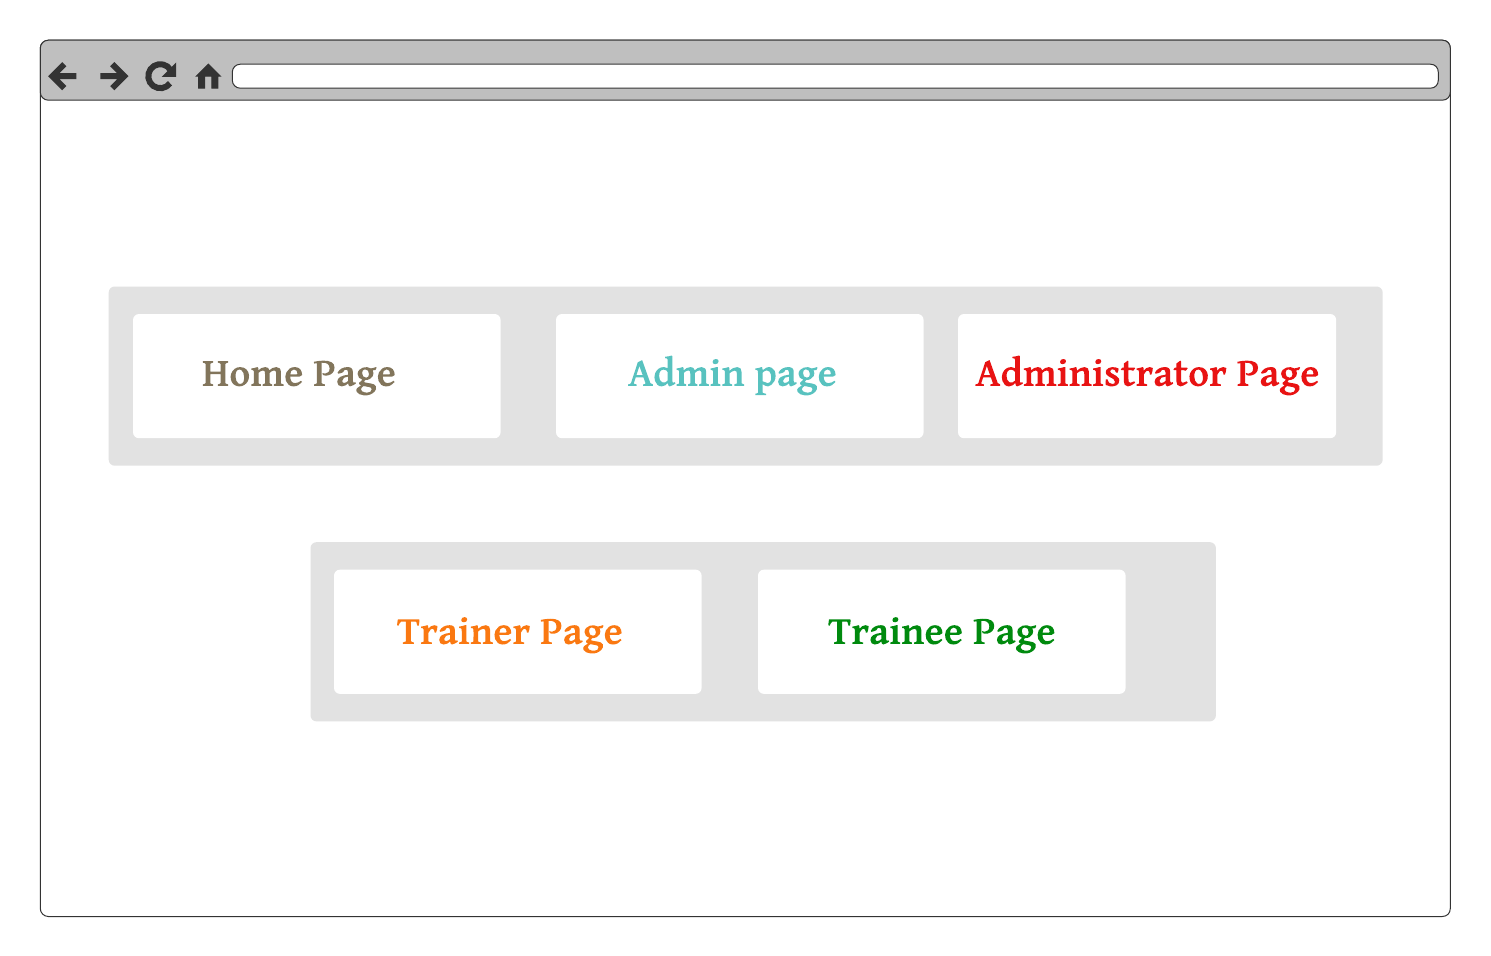 Home Page
Admin page
Administrator Page
Trainer Page
Trainee Page